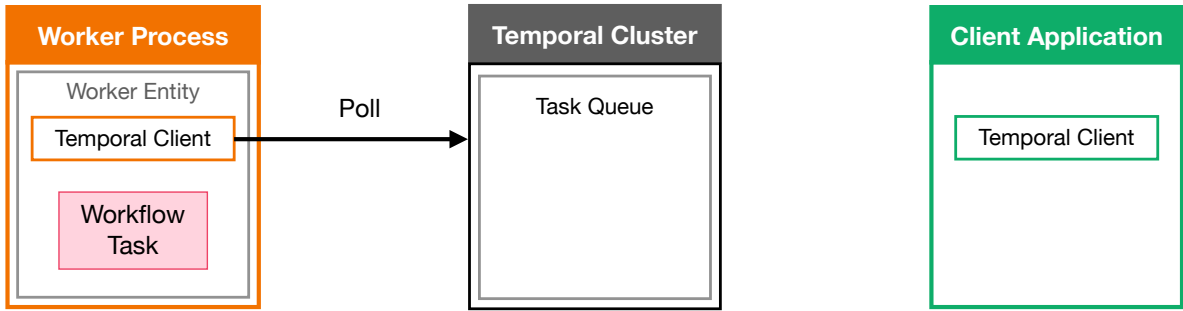 Worker Process
Worker Entity
Temporal Client
Workflow
Task
Poll
Temporal Cluster
Task Queue
Client Application
Temporal Client